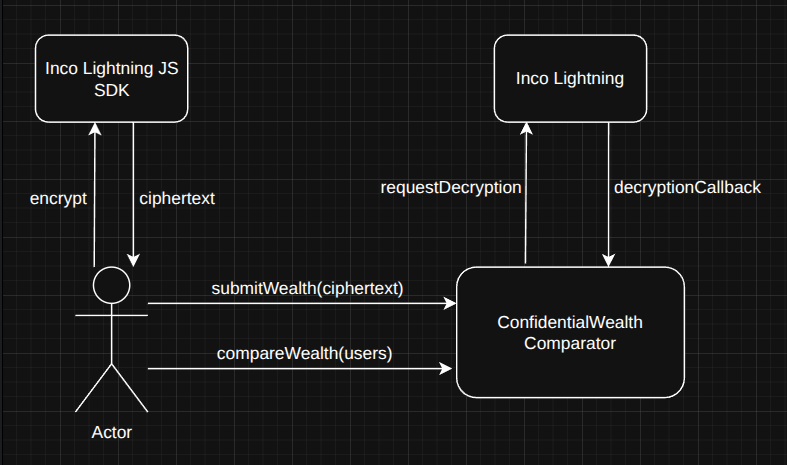 Inco Lightning JS
SDK
Inco Lightning
encrypt
ciphertext
requestDecryption
decryptionCallback
submitWealth(ciphertext)
compareWealth(users)
ConfidentialWealth
Comparator
Actor